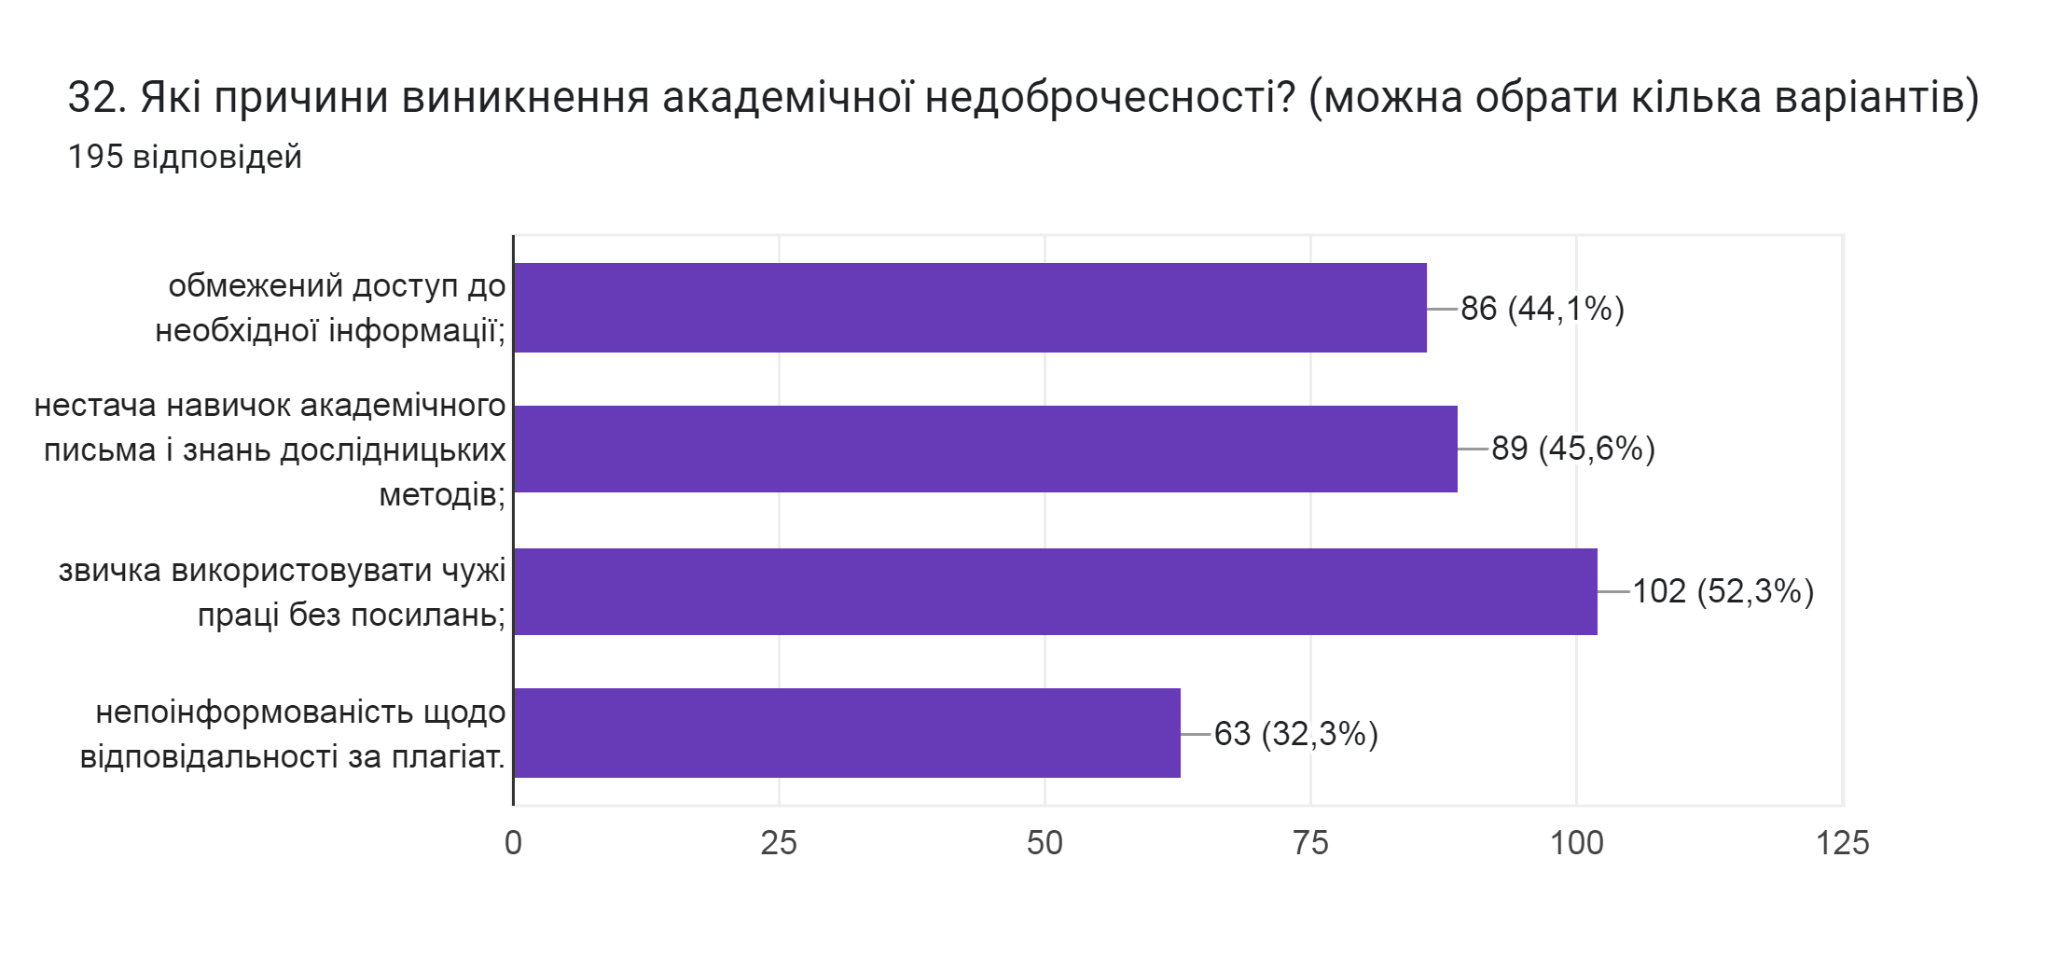 32. Які причини виникнення академічної недоброчесності? (можна обрати кілька варіантів)
195 відповідей
обмежений доступ до
необхідної інформації;
86 (44,1%)
нестача навичок академічного
письма і знань дослідницьких
методів;
89 (45,6%)
звичка використовувати чужі
праці без посилань;
102 (52,3%)
непоінформованість щодо
відповідальності за плагіат.
63 (32,3%)
0 25 50 75 100 125